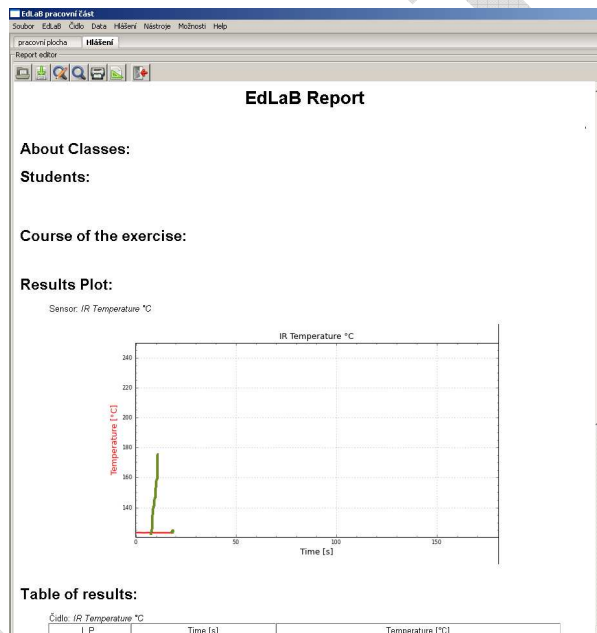 EdLaB pracovní část
Soubor EdLaB Čidlo Data Hlášení Nástroje Možnosti Help
pracovní plocha Hlášení
Report editor
EdLaB Report
About Classes:
Students:
Course of the exercise:
Results Plot:
Sensor: IR Temperature °C
IR Temperature °C
240
220
200
180
160
140
Temperature [°C]
0 50 100 150
Time [s]
Table of results:
Čidlo: IR Temperature °C
L.P. Time [s] Temperature [°C]